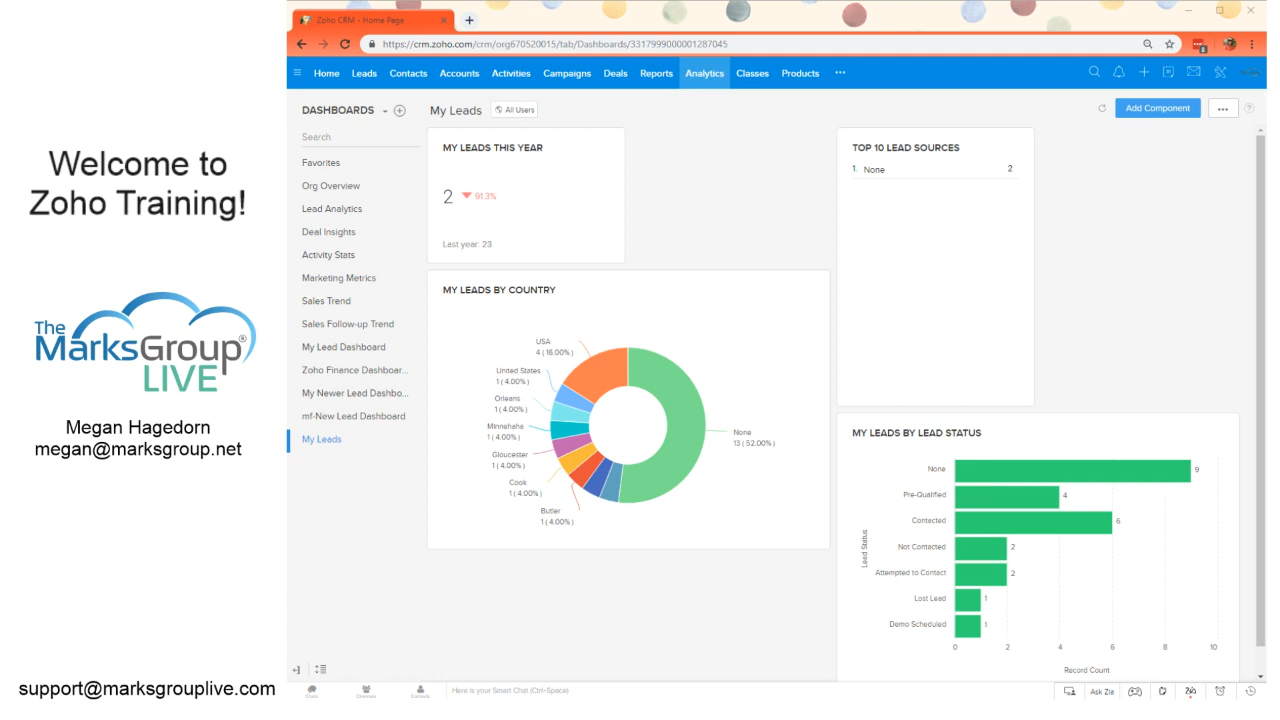 Zoho CRM - Home Page
https://crm.zoho.com/crm/org670520015/tab/Dashboards/3317999000001287045
Home Leads Contacts Accounts Activities Campaigns Deals Reports Analytics Classes Products
Welcome to
Zoho Training!
The
MarksGroup®
LIVE
Megan Hagedorn
megan@marksgroup.net
support@marksgrouplive.com
DASHBOARDS
Search
Favorites
Org Overview
Lead Analytics
Deal Insights
Activity Stats
Marketing Metrics
Sales Trend
Sales Follow-up Trend
My Lead Dashboard
Zoho Finance Dashboar...
My Newer Lead Dashbo...
mf-New Lead Dashboard
My Leads
My Leads All Users
Add Component
MY LEADS THIS YEAR
2 91.3%
Last year: 23
TOP 10 LEAD SOURCES
1. None 2
MY LEADS BY COUNTRY
USA
4 ( 16.00%)
United States
1 ( 4.00%)
Orleans
1 ( 4.00%)
Minnehaha
1 ( 4.00%)
Gloucester
1 ( 4.00%)
Cook
1 ( 4.00%)
Butler
1 ( 4.00%)
None
13 ( 52.00%)
MY LEADS BY LEAD STATUS
Lead Status
None 9
Pre-Qualified 4
Contacted 6
Not Contacted 2
Attempted to Contact 2
Lost Lead 1
Demo Scheduled 1
0 2 4 6 8 10
Record Count
Chats Channels Contacts Here is your Smart Chat (Ctrl+Space) Ask Zia